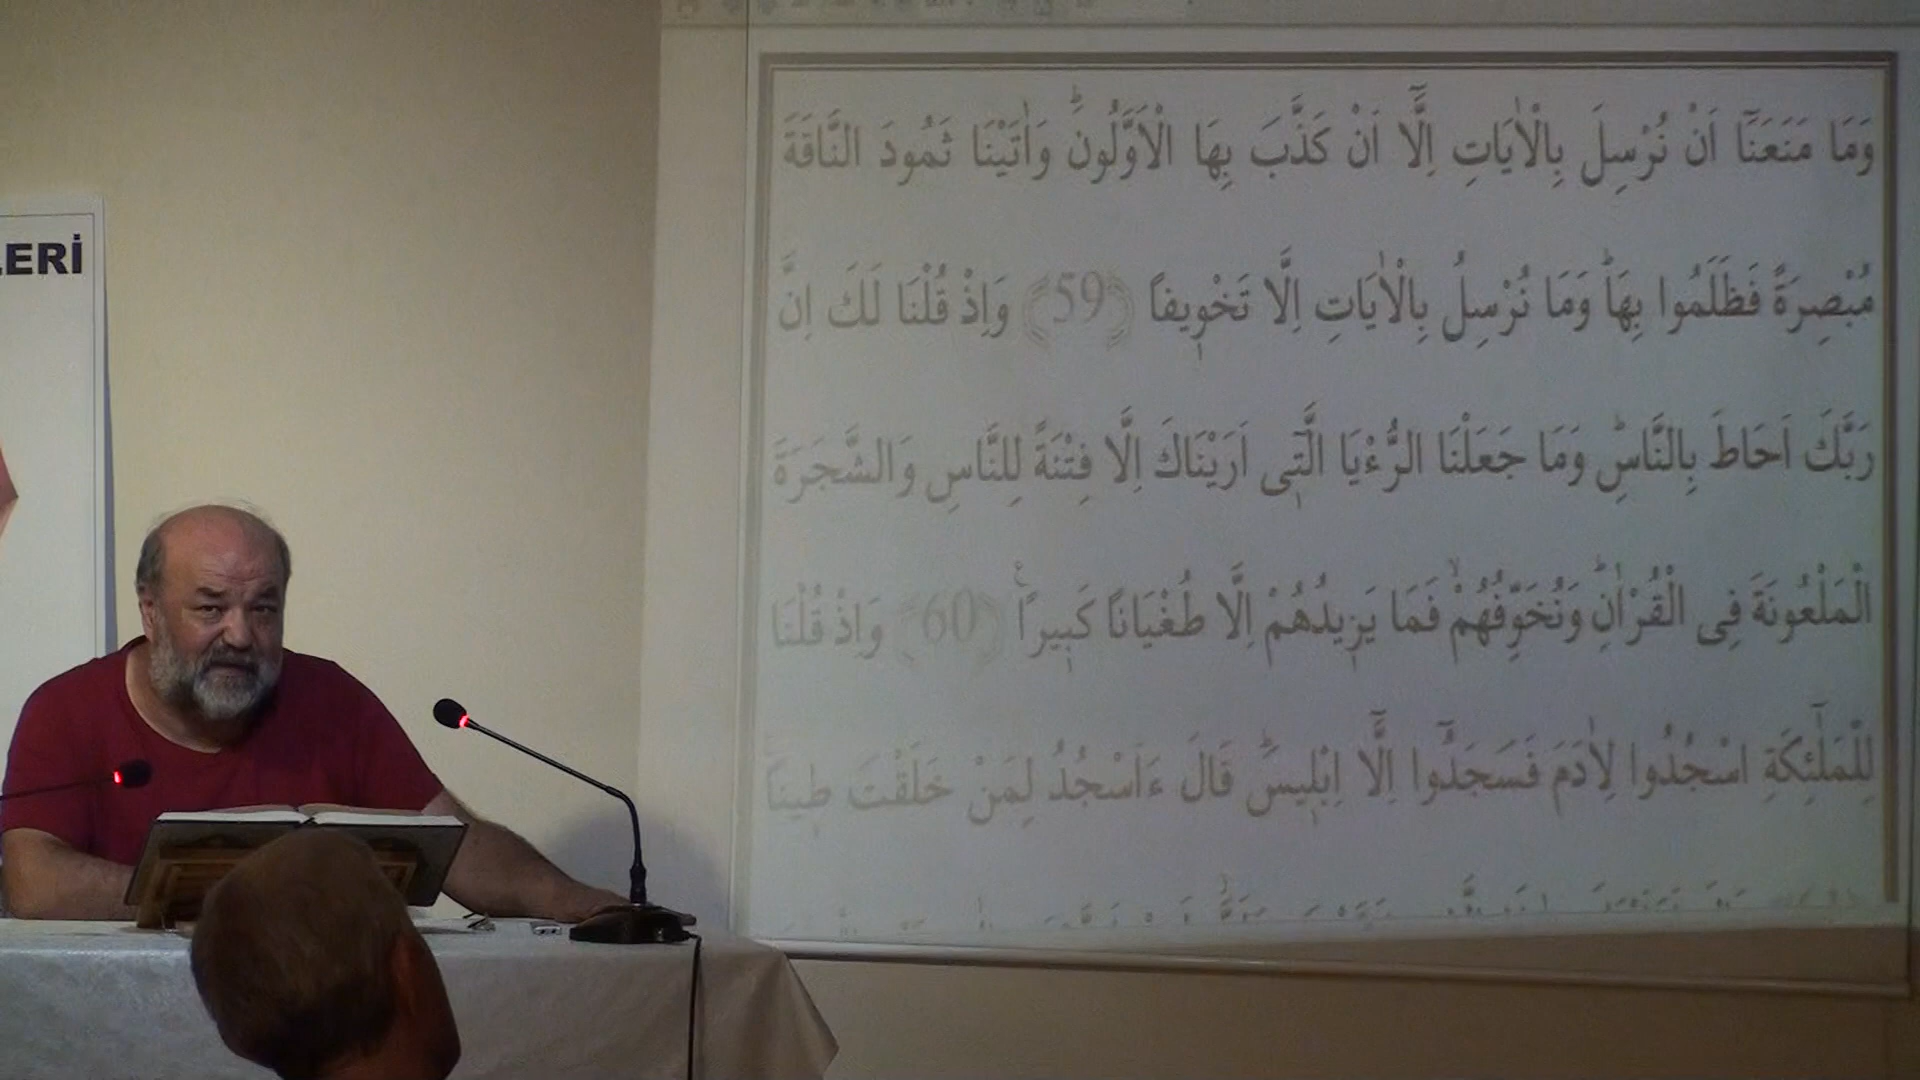 ERİ
وَمَا مَنَعَنَٓا اَنْ نُرْسِلَ بِالْاٰيَاتِ اِلَّٓا اَنْ كَذَّبَ بِهَا الْاَوَّلُونَۜ وَاٰتَيْنَا ثَمُودَ النَّاقَةَ
مُبْصِرَةً فَظَلَمُوا بِهَاۜ وَمَا نُرْسِلُ بِالْاٰيَاتِ اِلَّا تَخْوٖيفًا ﴿59﴾ وَاِذْ قُلْنَا لَكَ اِنَّ
رَبَّكَ اَحَاطَ بِالنَّاسِۜ وَمَا جَعَلْنَا الرُّءْيَا الَّتٖٓى اَرَيْنَاكَ اِلَّا فِتْنَةً لِلنَّاسِ وَالشَّجَرَةَ
الْمَلْعُونَةَ فِى الْقُرْاٰنِۜ وَنُخَوِّفُهُمْۙ فَمَا يَزٖيدُهُمْ اِلَّا طُغْيَانًا كَبٖيرًاࣖ ﴿60﴾ وَاِذْ قُلْنَا
لِلْمَلٰٓئِكَةِ اسْجُدُوا لِاٰدَمَ فَسَجَدُٓوا اِلَّٓا اِبْلٖيسَۜ قَالَ ءَاَسْجُدُ لِمَنْ خَلَقْتَ طٖينًا